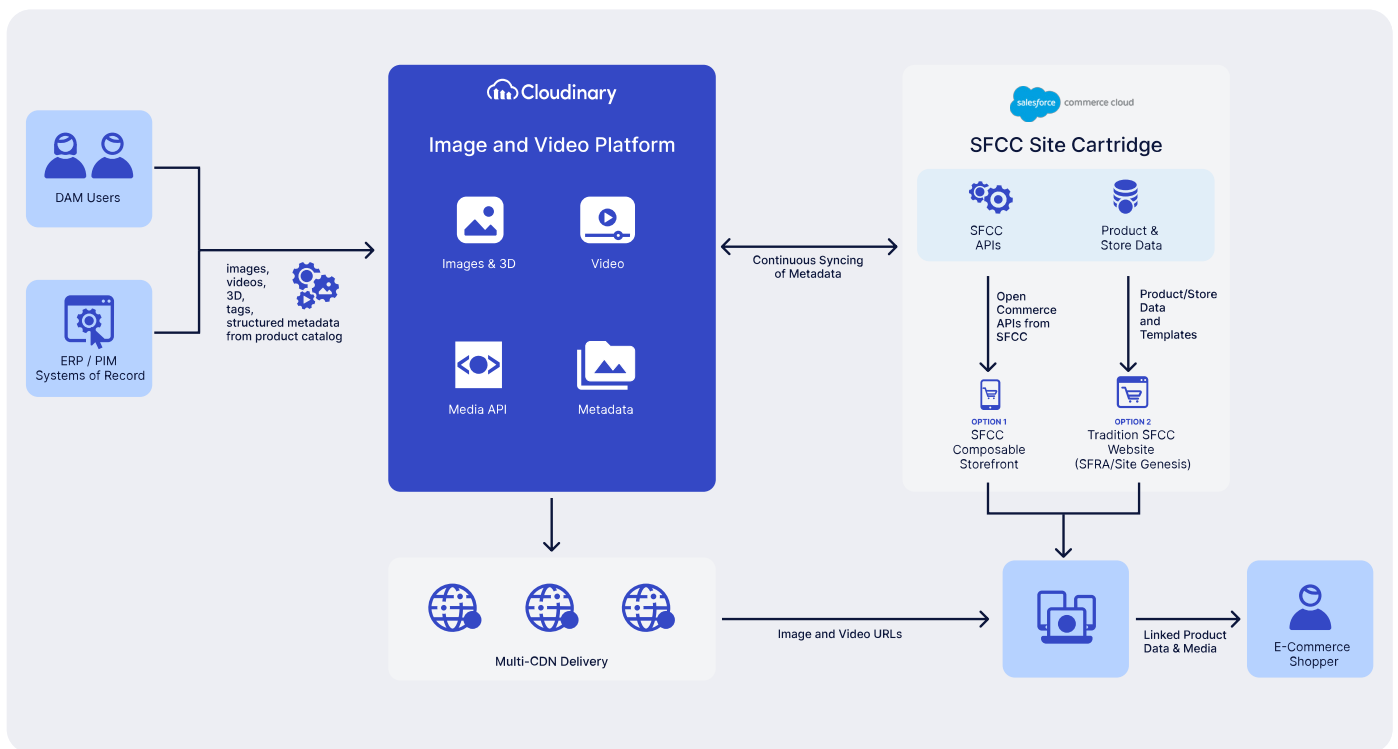 DAM Users
ERP / PIM
Systems of Record
images,
videos,
3D,
tags,
structured metadata
from product catalog
Cloudinary
Image and Video Platform
Images & 3D
Video
Media API
Metadata
Continuous Syncing
of Metadata
salesforce commerce cloud
SFCC Site Cartridge
SFCC
APIs
Product &
Store Data
Open
Commerce
APIs from
SFCC
Product/Store
Data
and
Templates
OPTION 1
SFCC
Composable
Storefront
OPTION 2
Tradition SFCC
Website
(SFRA/Site Genesis)
Multi-CDN Delivery
Image and Video URLs
Linked Product
Data & Media
E-Commerce
Shopper